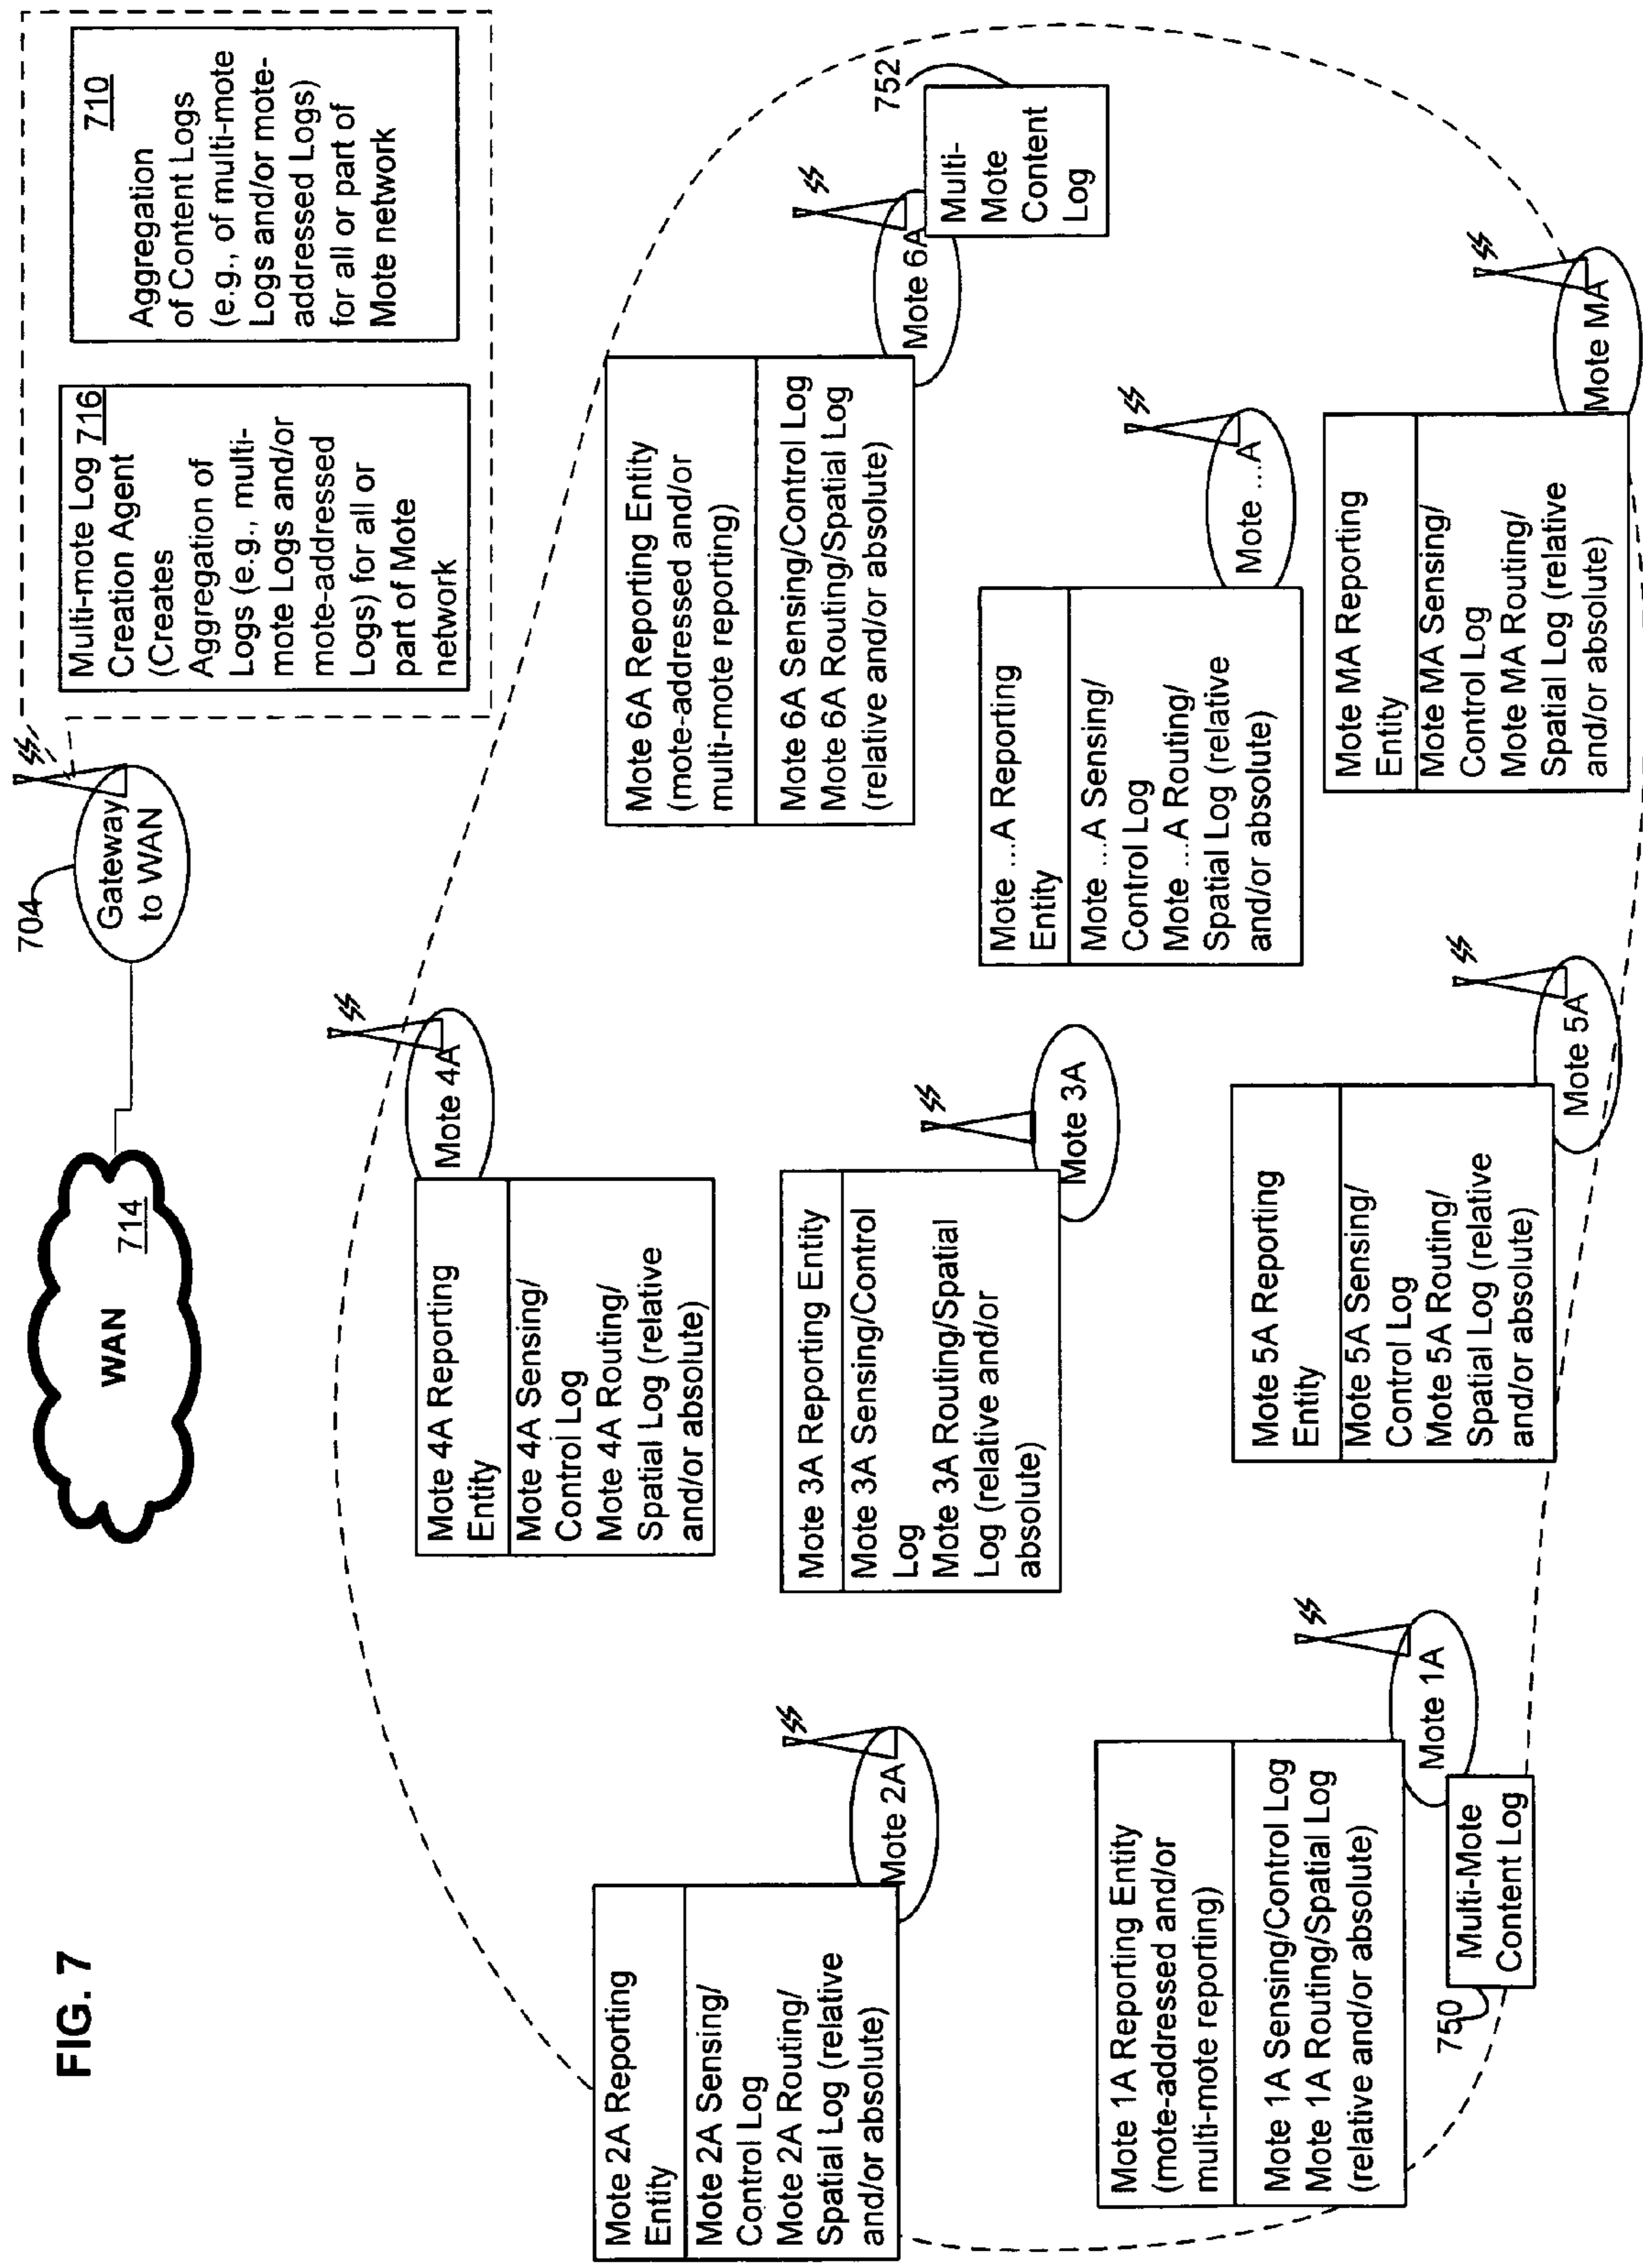 FIG. 7
WAN
714
704
Gateway
to WAN
Multi-mote Log 716
Creation Agent
(Creates
Aggregation of
Logs (e.g., multi-
mote Logs and/or
mote-addressed
Logs) for all or
part of Mote
network
710
Aggregation
of Content Logs
(e.g., of multi-mote
Logs and/or mote-
addressed Logs)
for all or part of
Mote network
Mote 4A Reporting
Entity
Mote 4A Sensing/
Control Log
Mote 4A Routing/
Spatial Log (relative
and/or absolute)
Mote 4A
Mote 6A Reporting Entity
(mote-addressed and/or
multi-mote reporting)
Mote 6A Sensing/Control Log
Mote 6A Routing/Spatial Log
(relative and/or absolute)
Mote 6A
752
Multi-
Mote
Content
Log
Mote 2A Reporting
Entity
Mote 2A Sensing/
Control Log
Mote 2A Routing/
Spatial Log (relative
and/or absolute)
Mote 2A
Mote 3A Reporting Entity
Mote 3A Sensing/Control
Log
Mote 3A Routing/Spatial
Log (relative and/or
absolute)
Mote 3A
Mote ...A Reporting
Entity
Mote ...A Sensing/
Control Log
Mote ...A Routing/
Spatial Log (relative
and/or absolute)
Mote ...A
Mote 1A Reporting Entity
(mote-addressed and/or
multi-mote reporting)
Mote 1A Sensing/Control Log
Mote 1A Routing/Spatial Log
(relative and/or absolute)
Mote 1A
750
Multi-Mote
Content Log
Mote 5A Reporting
Entity
Mote 5A Sensing/
Control Log
Mote 5A Routing/
Spatial Log (relative
and/or absolute)
Mote 5A
Mote MA Reporting
Entity
Mote MA Sensing/
Control Log
Mote MA Routing/
Spatial Log (relative
and/or absolute)
Mote MA